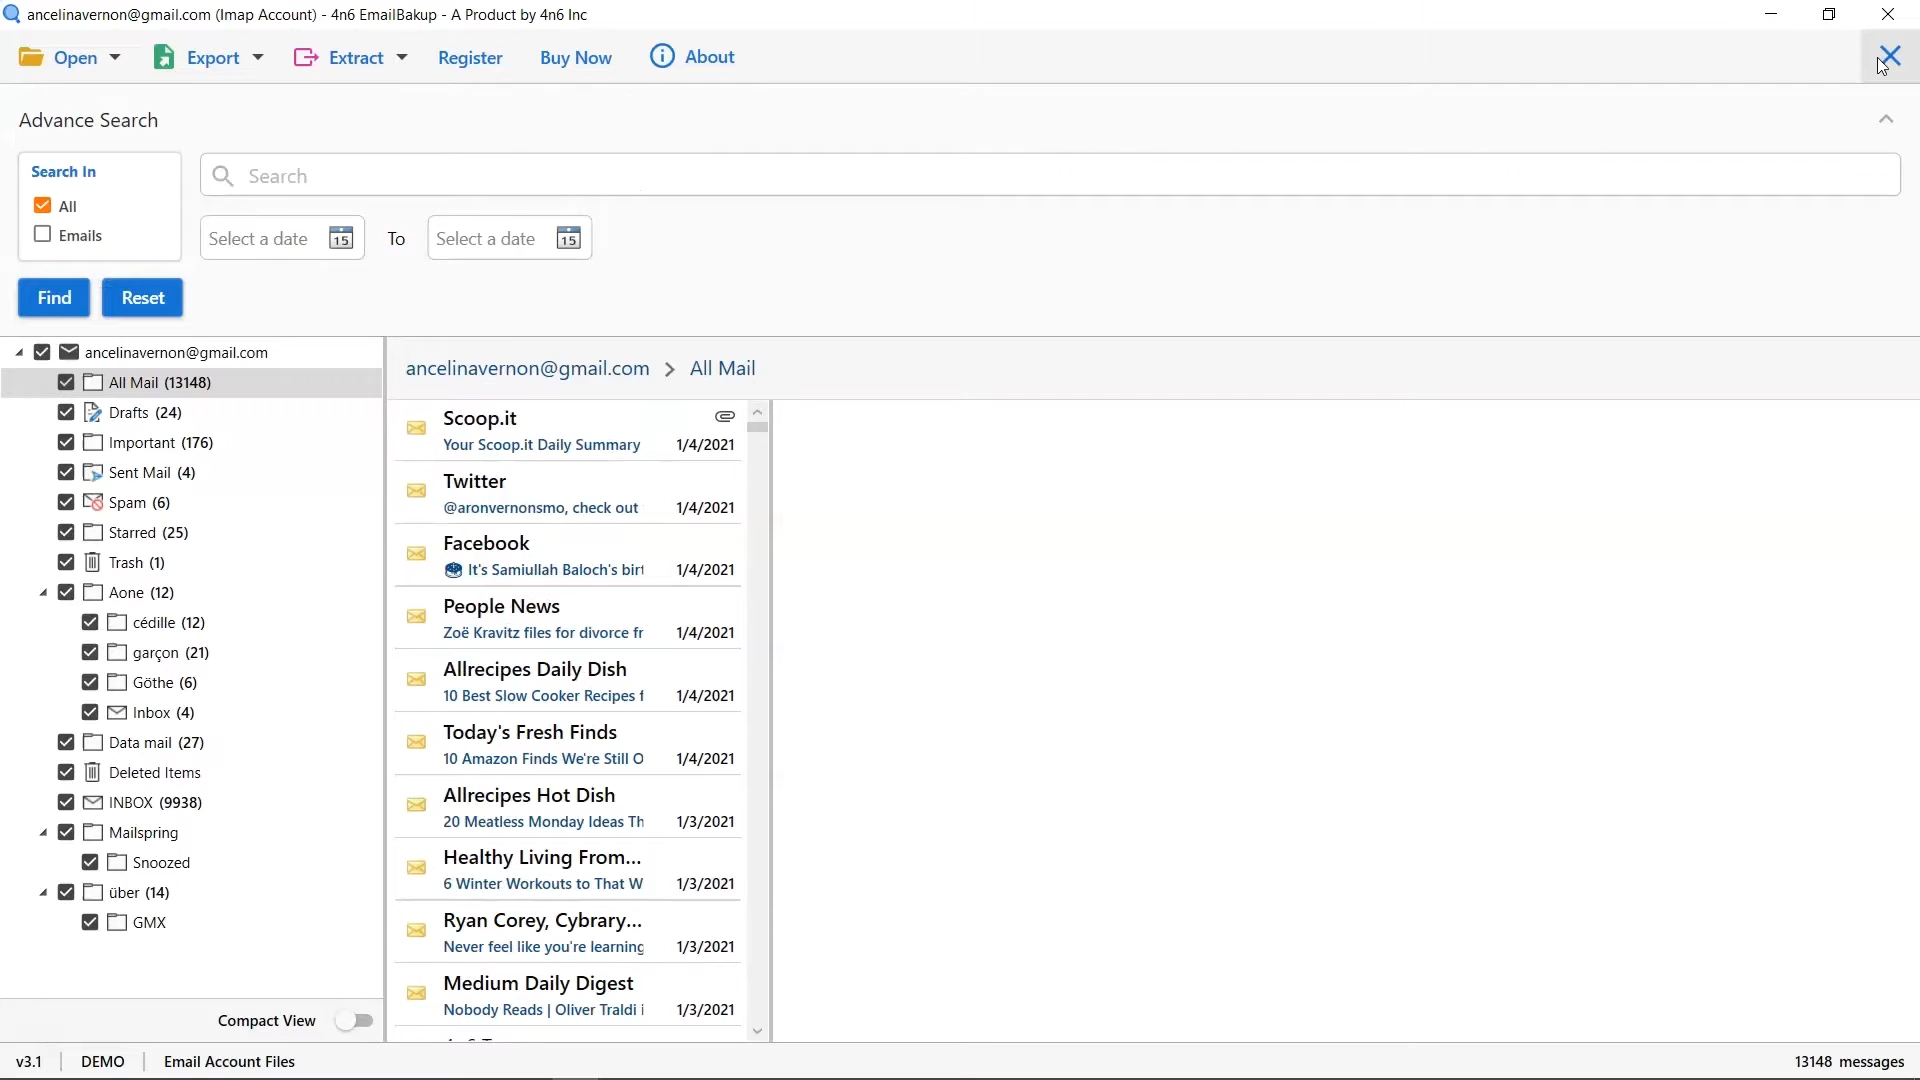 ancelinavernon@gmail.com (Imap Account) - 4n6 EmailBakup - A Product by 4n6 Inc
Open Export Extract Register Buy Now About
Advance Search
Search In
All
Emails
Search
Select a date 15 To Select a date 15
Find Reset
ancelinavernon@gmail.com
All Mail (13148)
Drafts (24)
Important (176)
Sent Mail (4)
Spam (6)
Starred (25)
Trash (1)
Aone (12)
cédille (12)
garçon (21)
Göthe (6)
Inbox (4)
Data mail (27)
Deleted Items
INBOX (9938)
Mailspring
Snoozed
über (14)
GMX
Compact View
ancelinavernon@gmail.com > All Mail
Scoop.it
Your Scoop.it Daily Summary 1/4/2021
Twitter
@aronvernonsmo, check out 1/4/2021
Facebook
It's Samiullah Baloch's birt 1/4/2021
People News
Zoë Kravitz files for divorce fr 1/4/2021
Allrecipes Daily Dish
10 Best Slow Cooker Recipes f 1/4/2021
Today's Fresh Finds
10 Amazon Finds We're Still O 1/4/2021
Allrecipes Hot Dish
20 Meatless Monday Ideas Th 1/3/2021
Healthy Living From...
6 Winter Workouts to That W 1/3/2021
Ryan Corey, Cybrary...
Never feel like you're learning 1/3/2021
Medium Daily Digest
Nobody Reads | Oliver Traldi i 1/3/2021
v3.1 DEMO Email Account Files 13148 messages